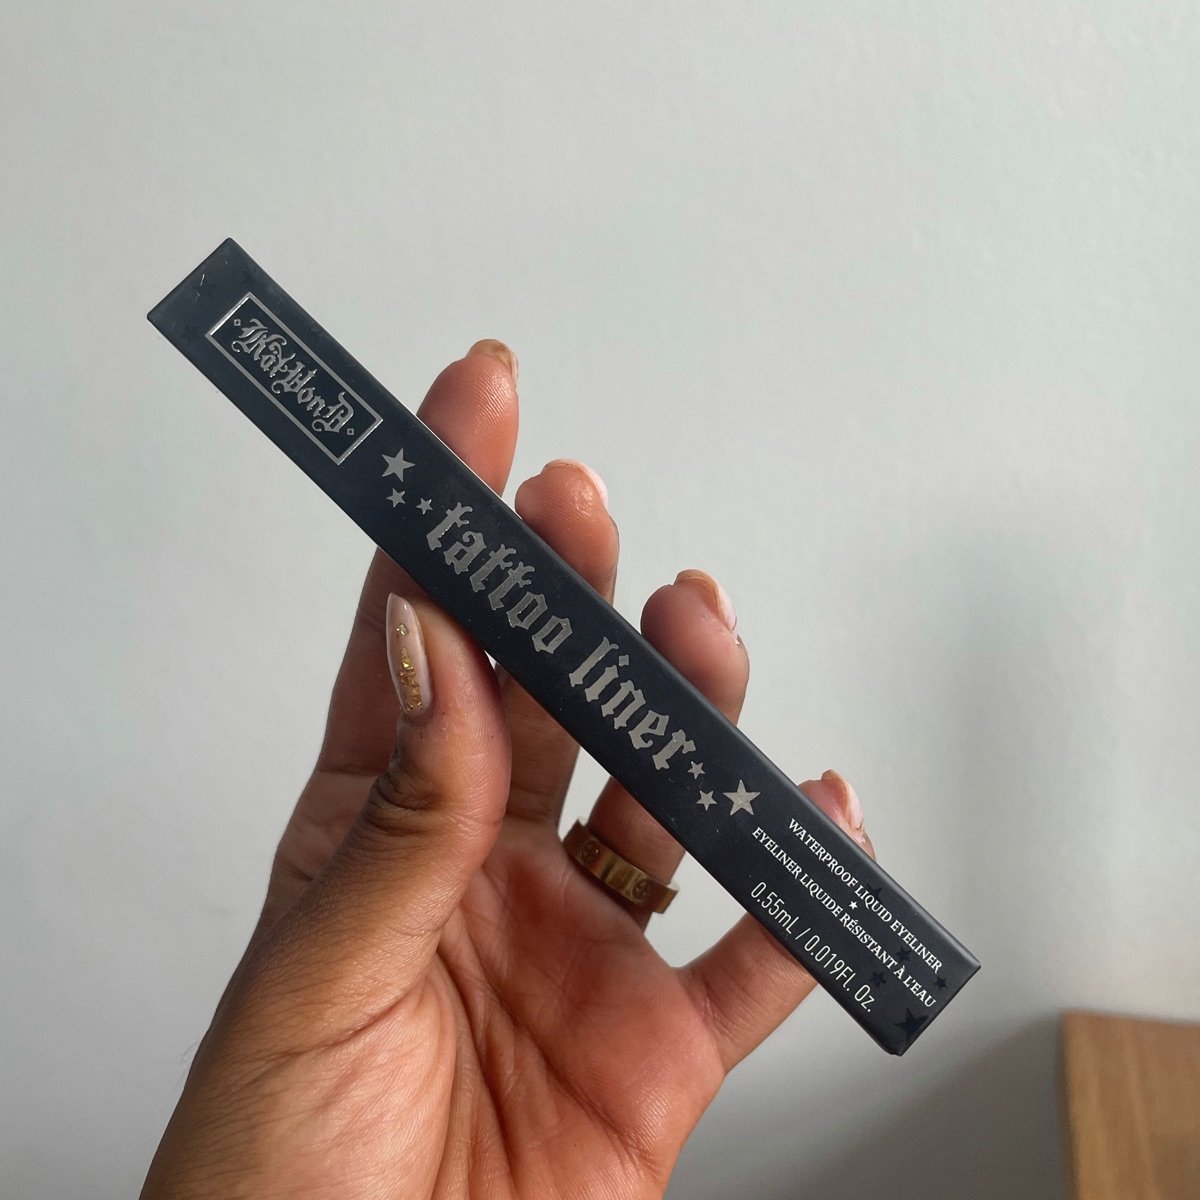 KatVonD
tattoo liner
WATERPROOF LIQUID EYELINER
EYELINER LIQUIDE RÉSISTANT À L'EAU
0.55mL / 0.019Fl. Oz.